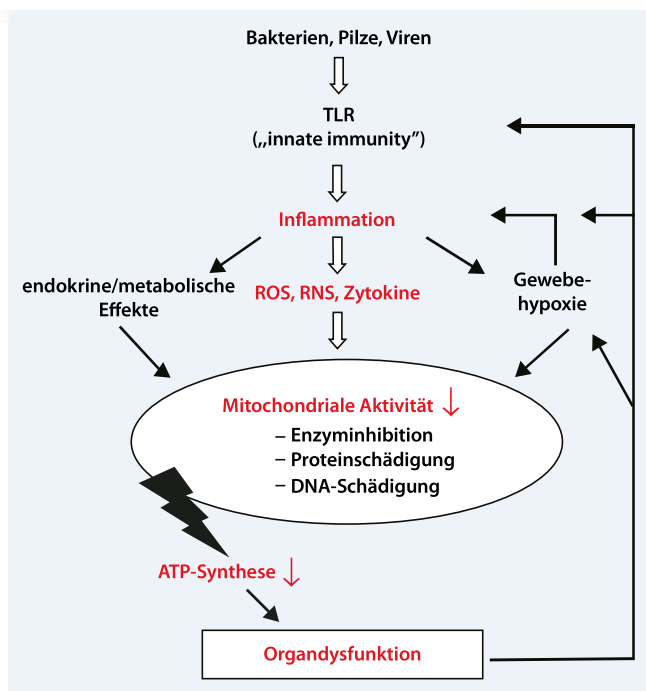 Bakterien, Pilze, Viren
TLR
(,,innate immunity”)
Inflammation
endokrine/metabolische
Effekte
ROS, RNS, Zytokine
Gewebe-
hypoxie
Mitochondriale Aktivität ↓
– Enzyminhibition
– Proteinschädigung
– DNA-Schädigung
ATP-Synthese ↓
Organdysfunktion